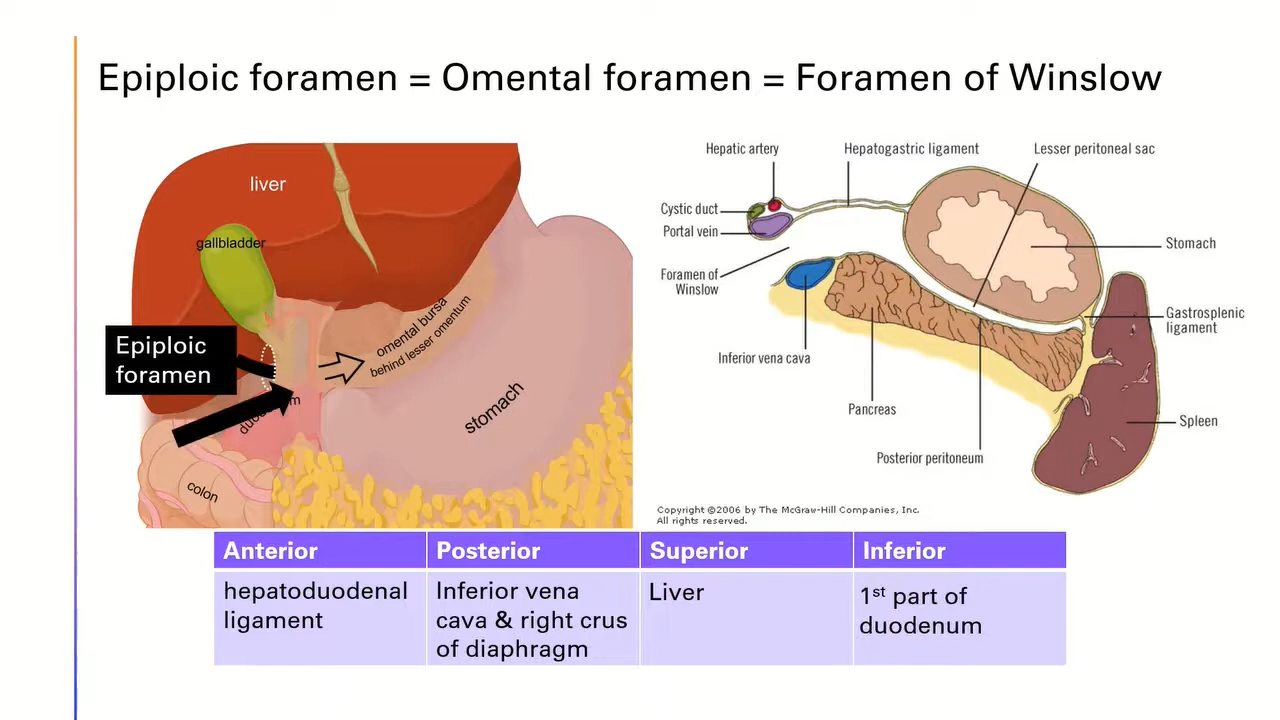 Epiploic foramen = Omental foramen = Foramen of Winslow
liver
gallbladder
Epiploic
foramen
omental bursa
behind lesser omentum
stomach
colon
Hepatic artery
Hepatogastric ligament
Lesser peritoneal sac
Cystic duct
Portal vein
Stomach
Foramen of
Winslow
Gastrosplenic
ligament
Inferior vena cava
Pancreas
Spleen
Posterior peritoneum
Copyright ©2006 by The McGraw-Hill Companies, Inc.
All rights reserved.
Anterior
Posterior
Superior
Inferior
hepatoduodenal
ligament
Inferior vena
cava & right crus
of diaphragm
Liver
1st part of
duodenum